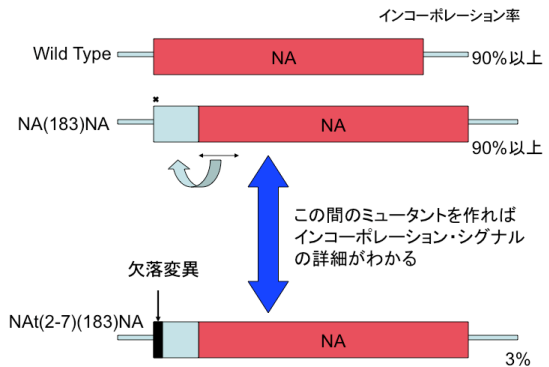 インコーポレーション率
Wild Type
NA
90%以上
NA(183)NA
NA
90%以上
この間のミュータントを作れば
インコーポレーション・シグナル
の詳細がわかる
欠落変異
NAt(2-7)(183)NA
NA
3%